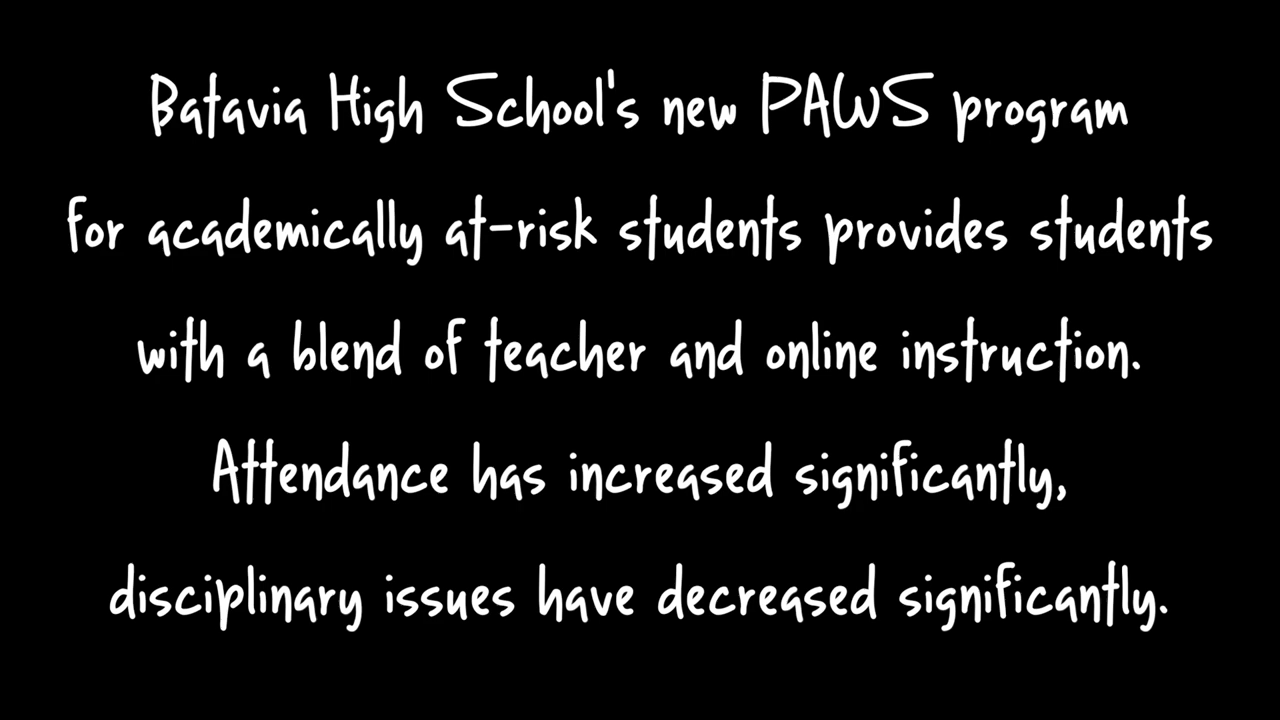 Batavia High School's new PAWS program
for academically at-risk students provides students
with a blend of teacher and online instruction.
Attendance has increased significantly,
disciplinary issues have decreased significantly.